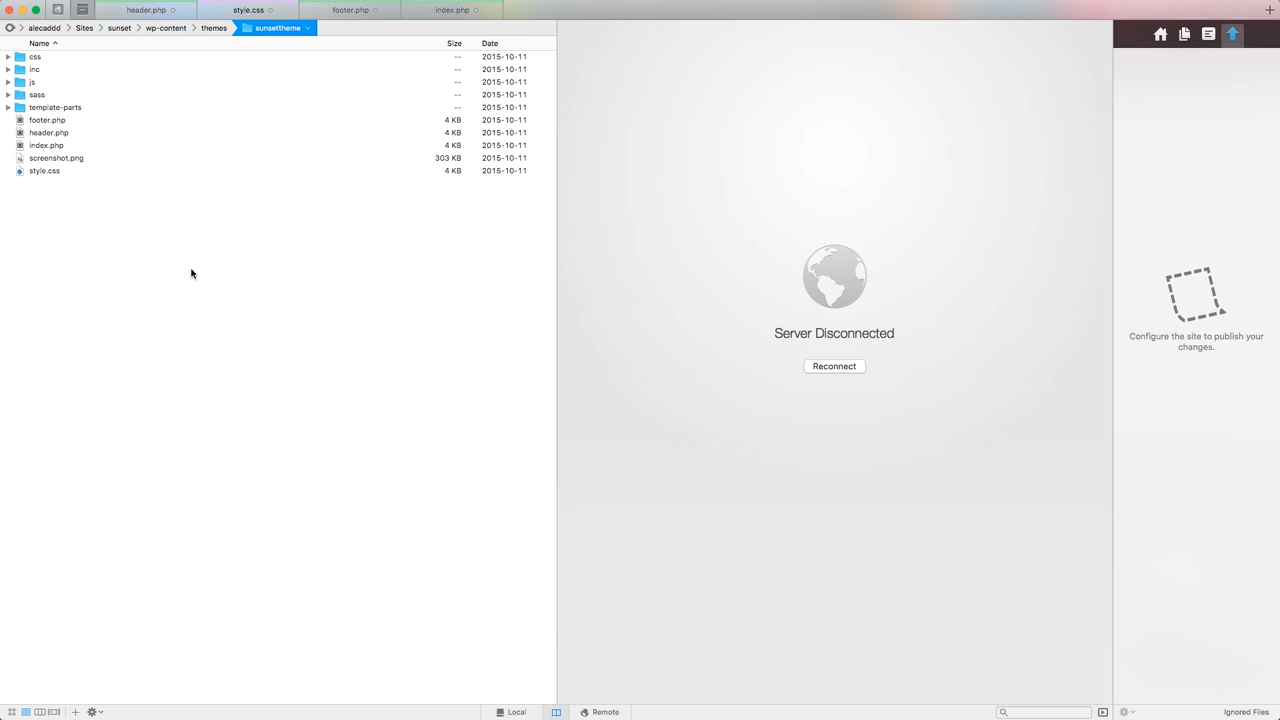 header.php
style.css
footer.php
index.php
alecaddd
Sites
sunset
wp-content
themes
sunsettheme
Name
Size
Date
css -- 2015-10-11
inc -- 2015-10-11
js -- 2015-10-11
sass -- 2015-10-11
template-parts -- 2015-10-11
footer.php 4 KB 2015-10-11
header.php 4 KB 2015-10-11
index.php 4 KB 2015-10-11
screenshot.png 303 KB 2015-10-11
style.css 4 KB 2015-10-11
Server Disconnected
Reconnect
Configure the site to publish your
changes.
Local
Remote
Ignored Files